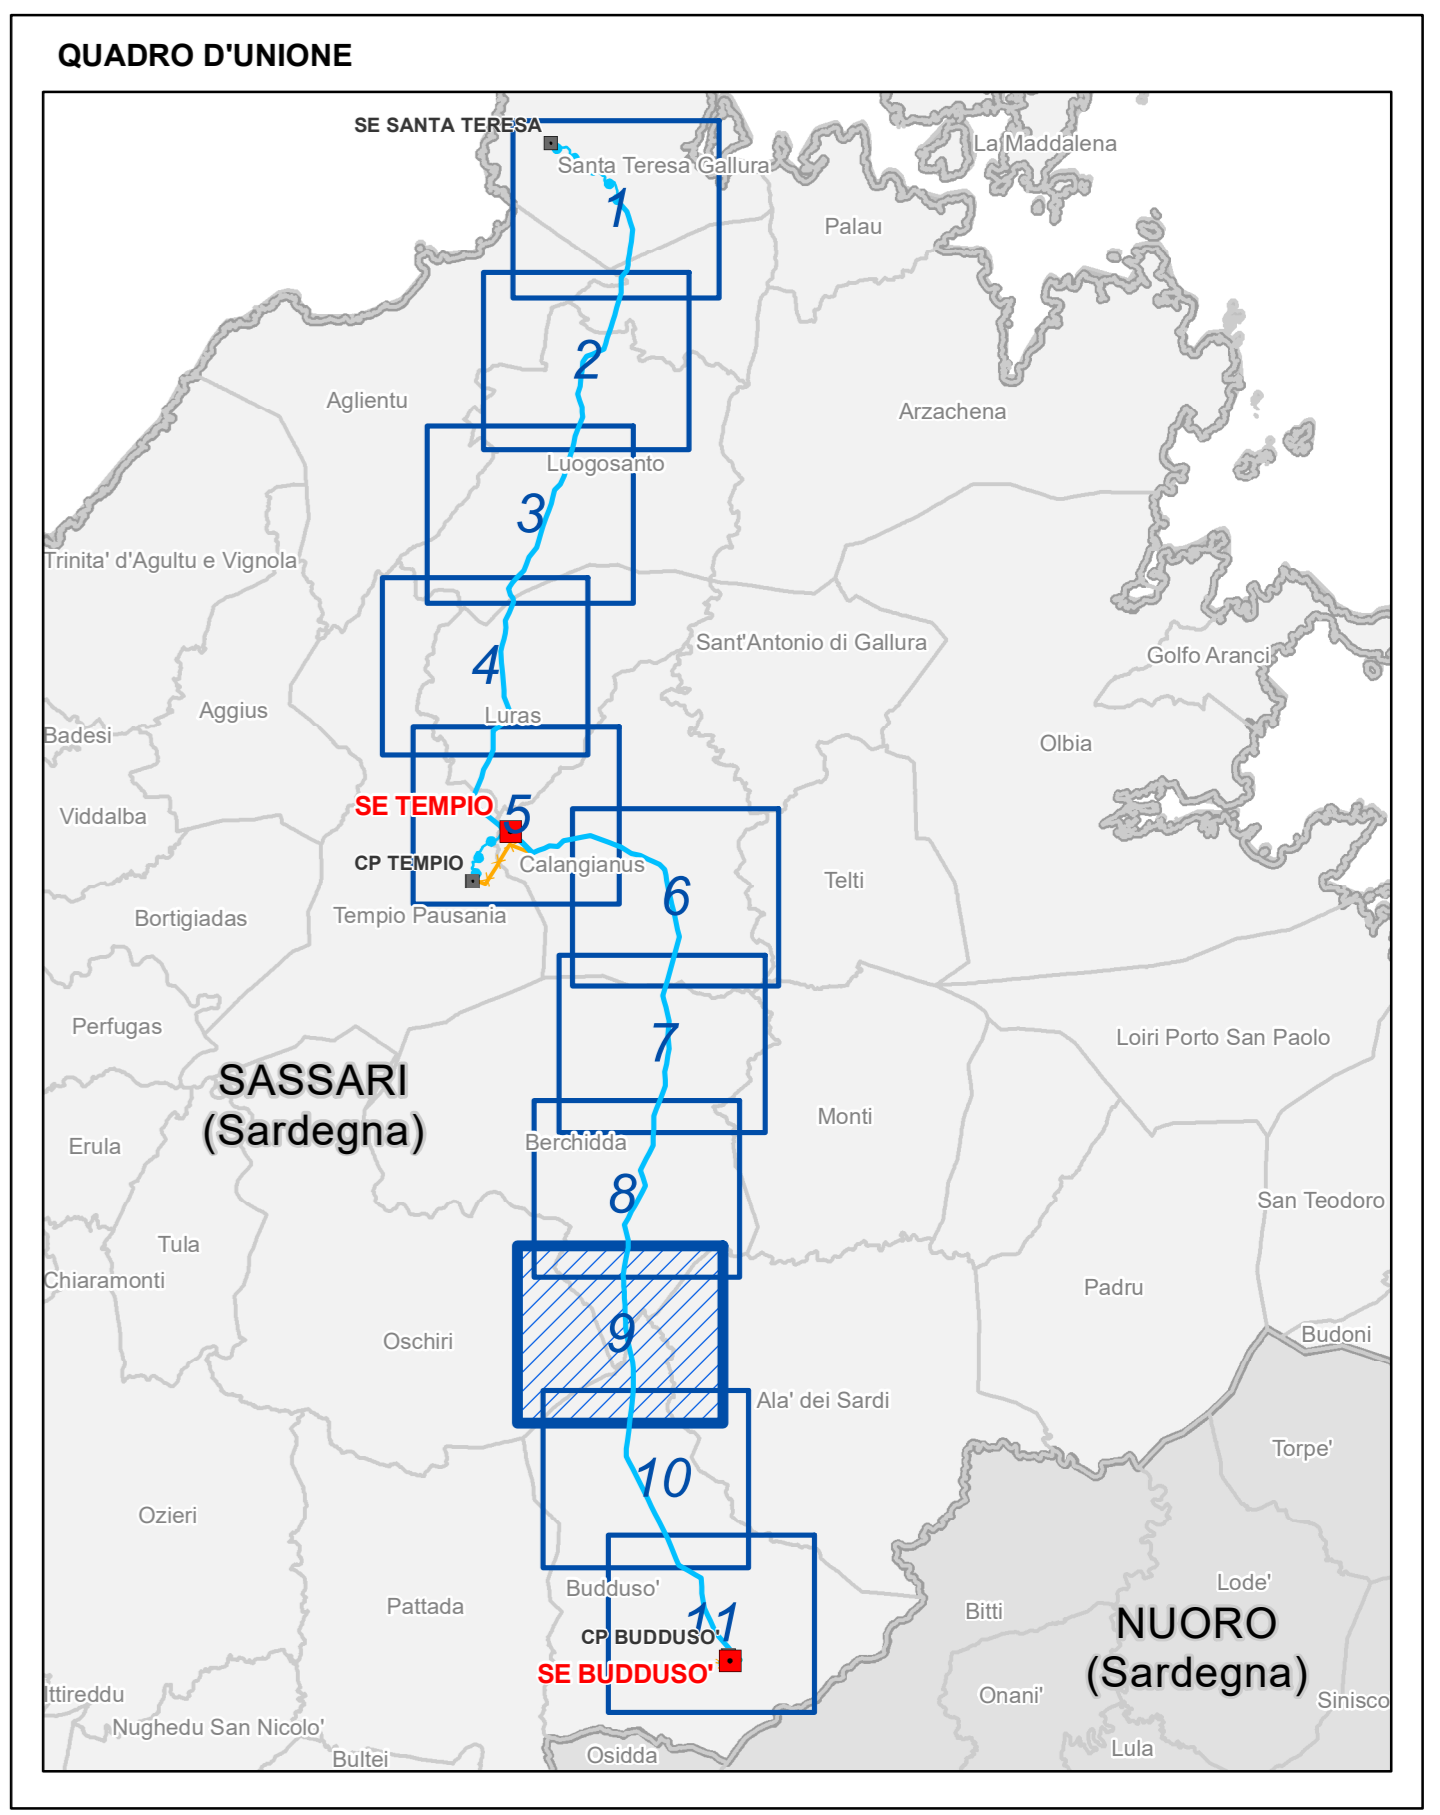 QUADRO D'UNIONE
SE SANTA TERESA
La Maddalena
Santa Teresa Gallura
1
Palau
2
Aglientu
Arzachena
Luogosanto
3
Trinita' d'Agultu e Vignola
Sant'Antonio di Gallura
Golfo Aranci
4
Aggius
Luras
Badesi
Olbia
SE TEMPIO
5
Viddalba
CP TEMPIO
Calangianus
Telti
6
Tempio Pausania
Bortigiadas
Perfugas
Loiri Porto San Paolo
7
SASSARI
(Sardegna)
Monti
Erula
Berchidda
8
San Teodoro
Tula
Chiaramonti
Padru
9
Oschiri
Budoni
Ala' dei Sardi
Torpe'
10
Ozieri
Lode'
Budduso'
Pattada
Bitti
11
NUORO
(Sardegna)
CP BUDDUSO'
SE BUDDUSO'
Ittireddu
Onani'
Sinisco
Nughedu San Nicolo'
Bultei
Osidda
Lula